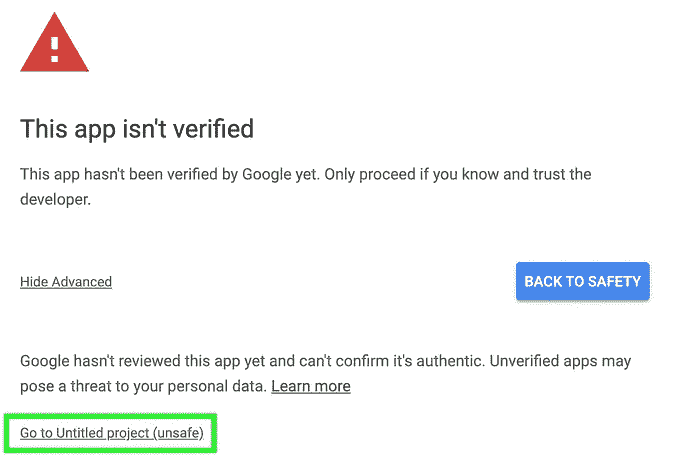 This app isn't verified
This app hasn't been verified by Google yet. Only proceed if you know and trust the
developer.
Hide Advanced
BACK TO SAFETY
Google hasn't reviewed this app yet and can't confirm it's authentic. Unverified apps may
pose a threat to your personal data. Learn more
Go to Untitled project (unsafe)